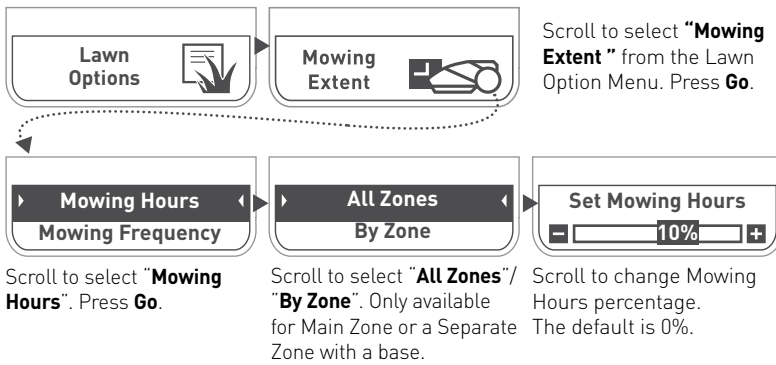 Lawn
Options
Mowing
Extent
Scroll to select “Mowing
Extent ” from the Lawn
Option Menu. Press Go.
Mowing Hours
Mowing Frequency
All Zones
By Zone
Set Mowing Hours
- 10% +
Scroll to select "Mowing
Hours". Press Go.
Scroll to select "All Zones"/
"By Zone". Only available
for Main Zone or a Separate
Zone with a base.
Scroll to change Mowing
Hours percentage.
The default is 0%.